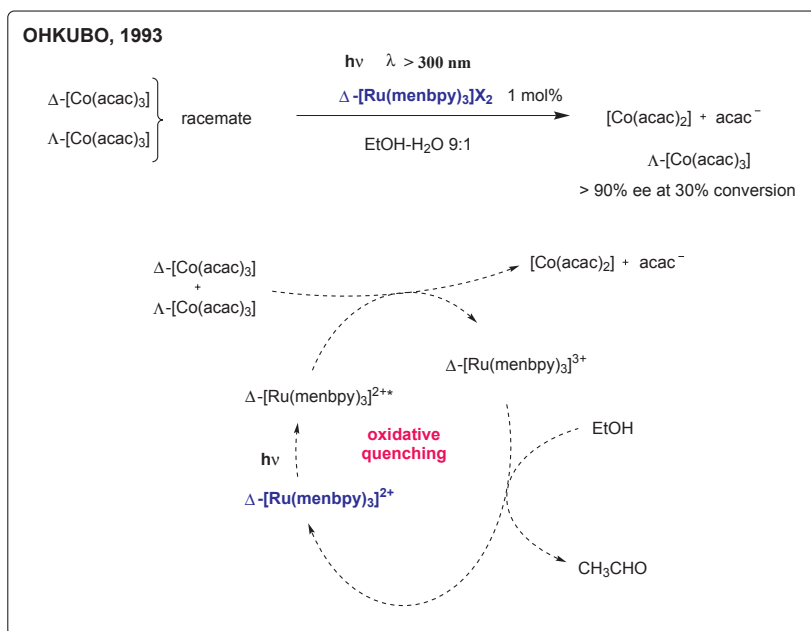 OHKUBO, 1993
hν λ > 300 nm
Δ-[Co(acac)₃]
Λ-[Co(acac)₃]
racemate
Δ-[Ru(menbpy)₃]X₂ 1 mol%
EtOH-H₂O 9:1
[Co(acac)₂] + acac⁻
Λ-[Co(acac)₃]
> 90% ee at 30% conversion
Δ-[Co(acac)₃]
+
Λ-[Co(acac)₃]
[Co(acac)₂] + acac⁻
Δ-[Ru(menbpy)₃]³⁺
Δ-[Ru(menbpy)₃]²⁺*
oxidative
quenching
EtOH
hν
Δ-[Ru(menbpy)₃]²⁺
CH₃CHO